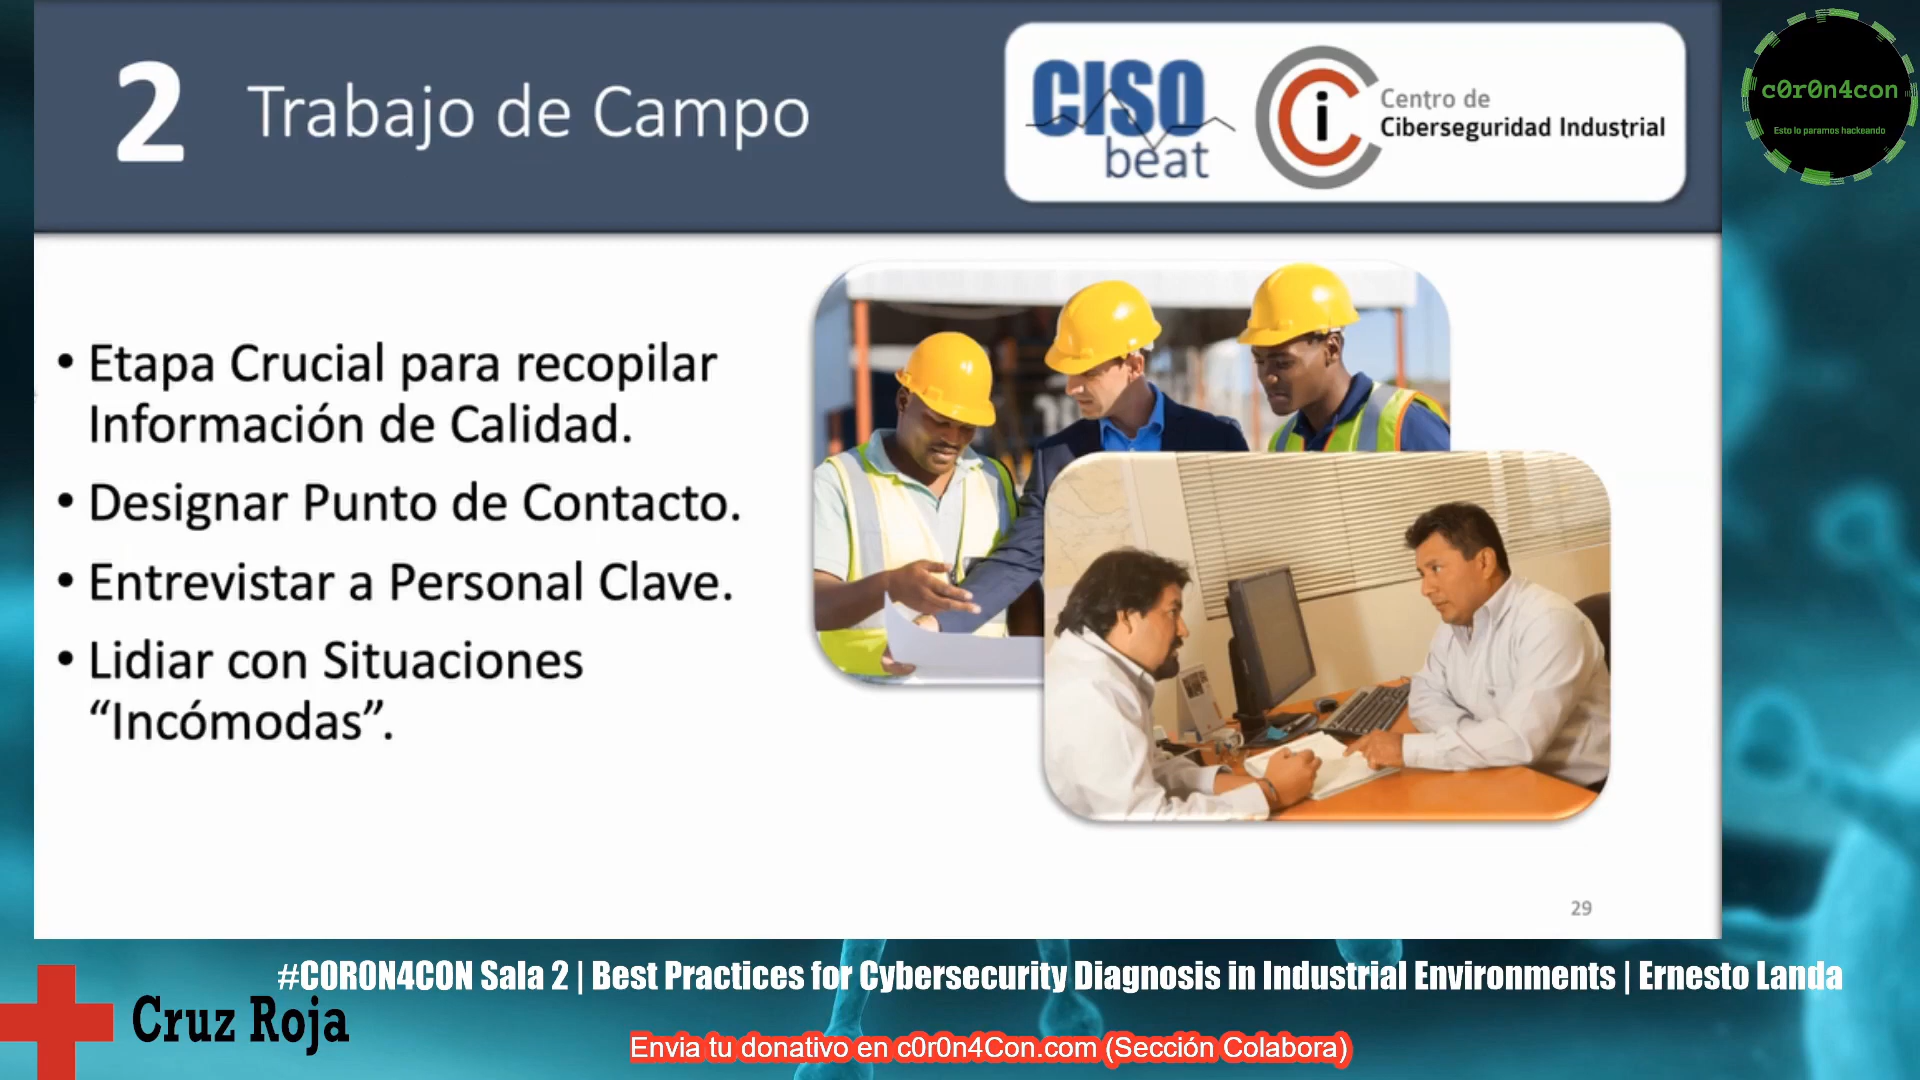 2 Trabajo de Campo
CISO
beat
Centro de
Ciberseguridad Industrial
c0r0n4con
Esto lo paramos hackeando
• Etapa Crucial para recopilar
Información de Calidad.
• Designar Punto de Contacto.
• Entrevistar a Personal Clave.
• Lidiar con Situaciones
“Incómodas”.
29
#C0R0N4CON Sala 2 | Best Practices for Cybersecurity Diagnosis in Industrial Environments | Ernesto Landa
Cruz Roja
Envia tu donativo en c0r0n4Con.com (Sección Colabora)